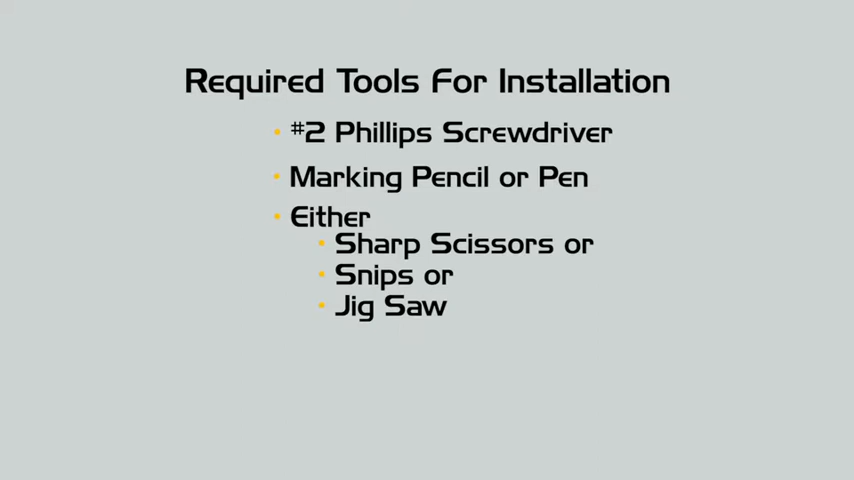 Required Tools For Installation
• #2 Phillips Screwdriver
• Marking Pencil or Pen
• Either
• Sharp Scissors or
• Snips or
• Jig Saw